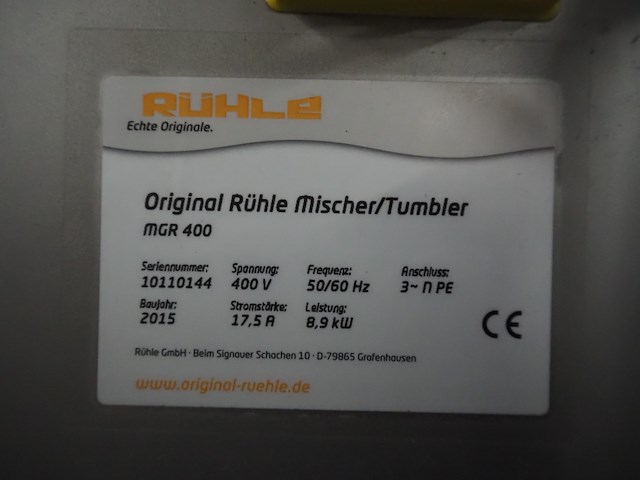 RÜHLE
Echte Originale.
Original Rühle Mischer/Tumbler
MGR 400
Seriennummer: Spannung: Frequenz: Anschluss:
10110144 400 V 50/60 Hz 3~ N PE
Baujahr: Stromstärke: Leistung:
2015 17,5 A 8,9 kW
CE
Rühle GmbH · Beim Signauer Schachen 10 · D-79865 Grafenhausen
www.original-ruehle.de